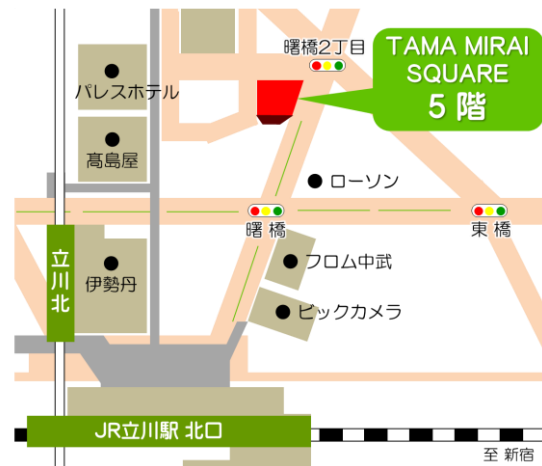 曙橋2丁目
TAMA MIRAI
SQUARE
5 階
パレスホテル
髙島屋
ローソン
曙 橋
東 橋
立川北
伊勢丹
フロム中武
ビックカメラ
JR立川駅 北口
至 新宿